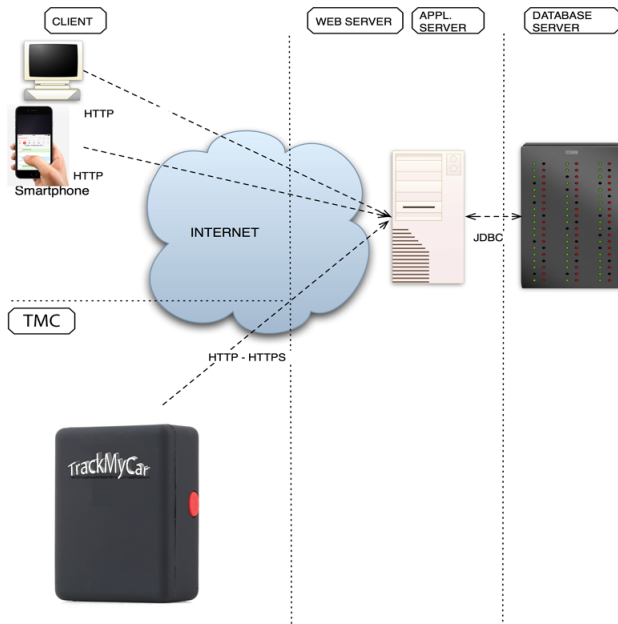 CLIENT
WEB SERVER
APPL.
SERVER
DATABASE
SERVER
HTTP
HTTP
Smartphone
INTERNET
JDBC
TMC
HTTP - HTTPS
TrackMyCar